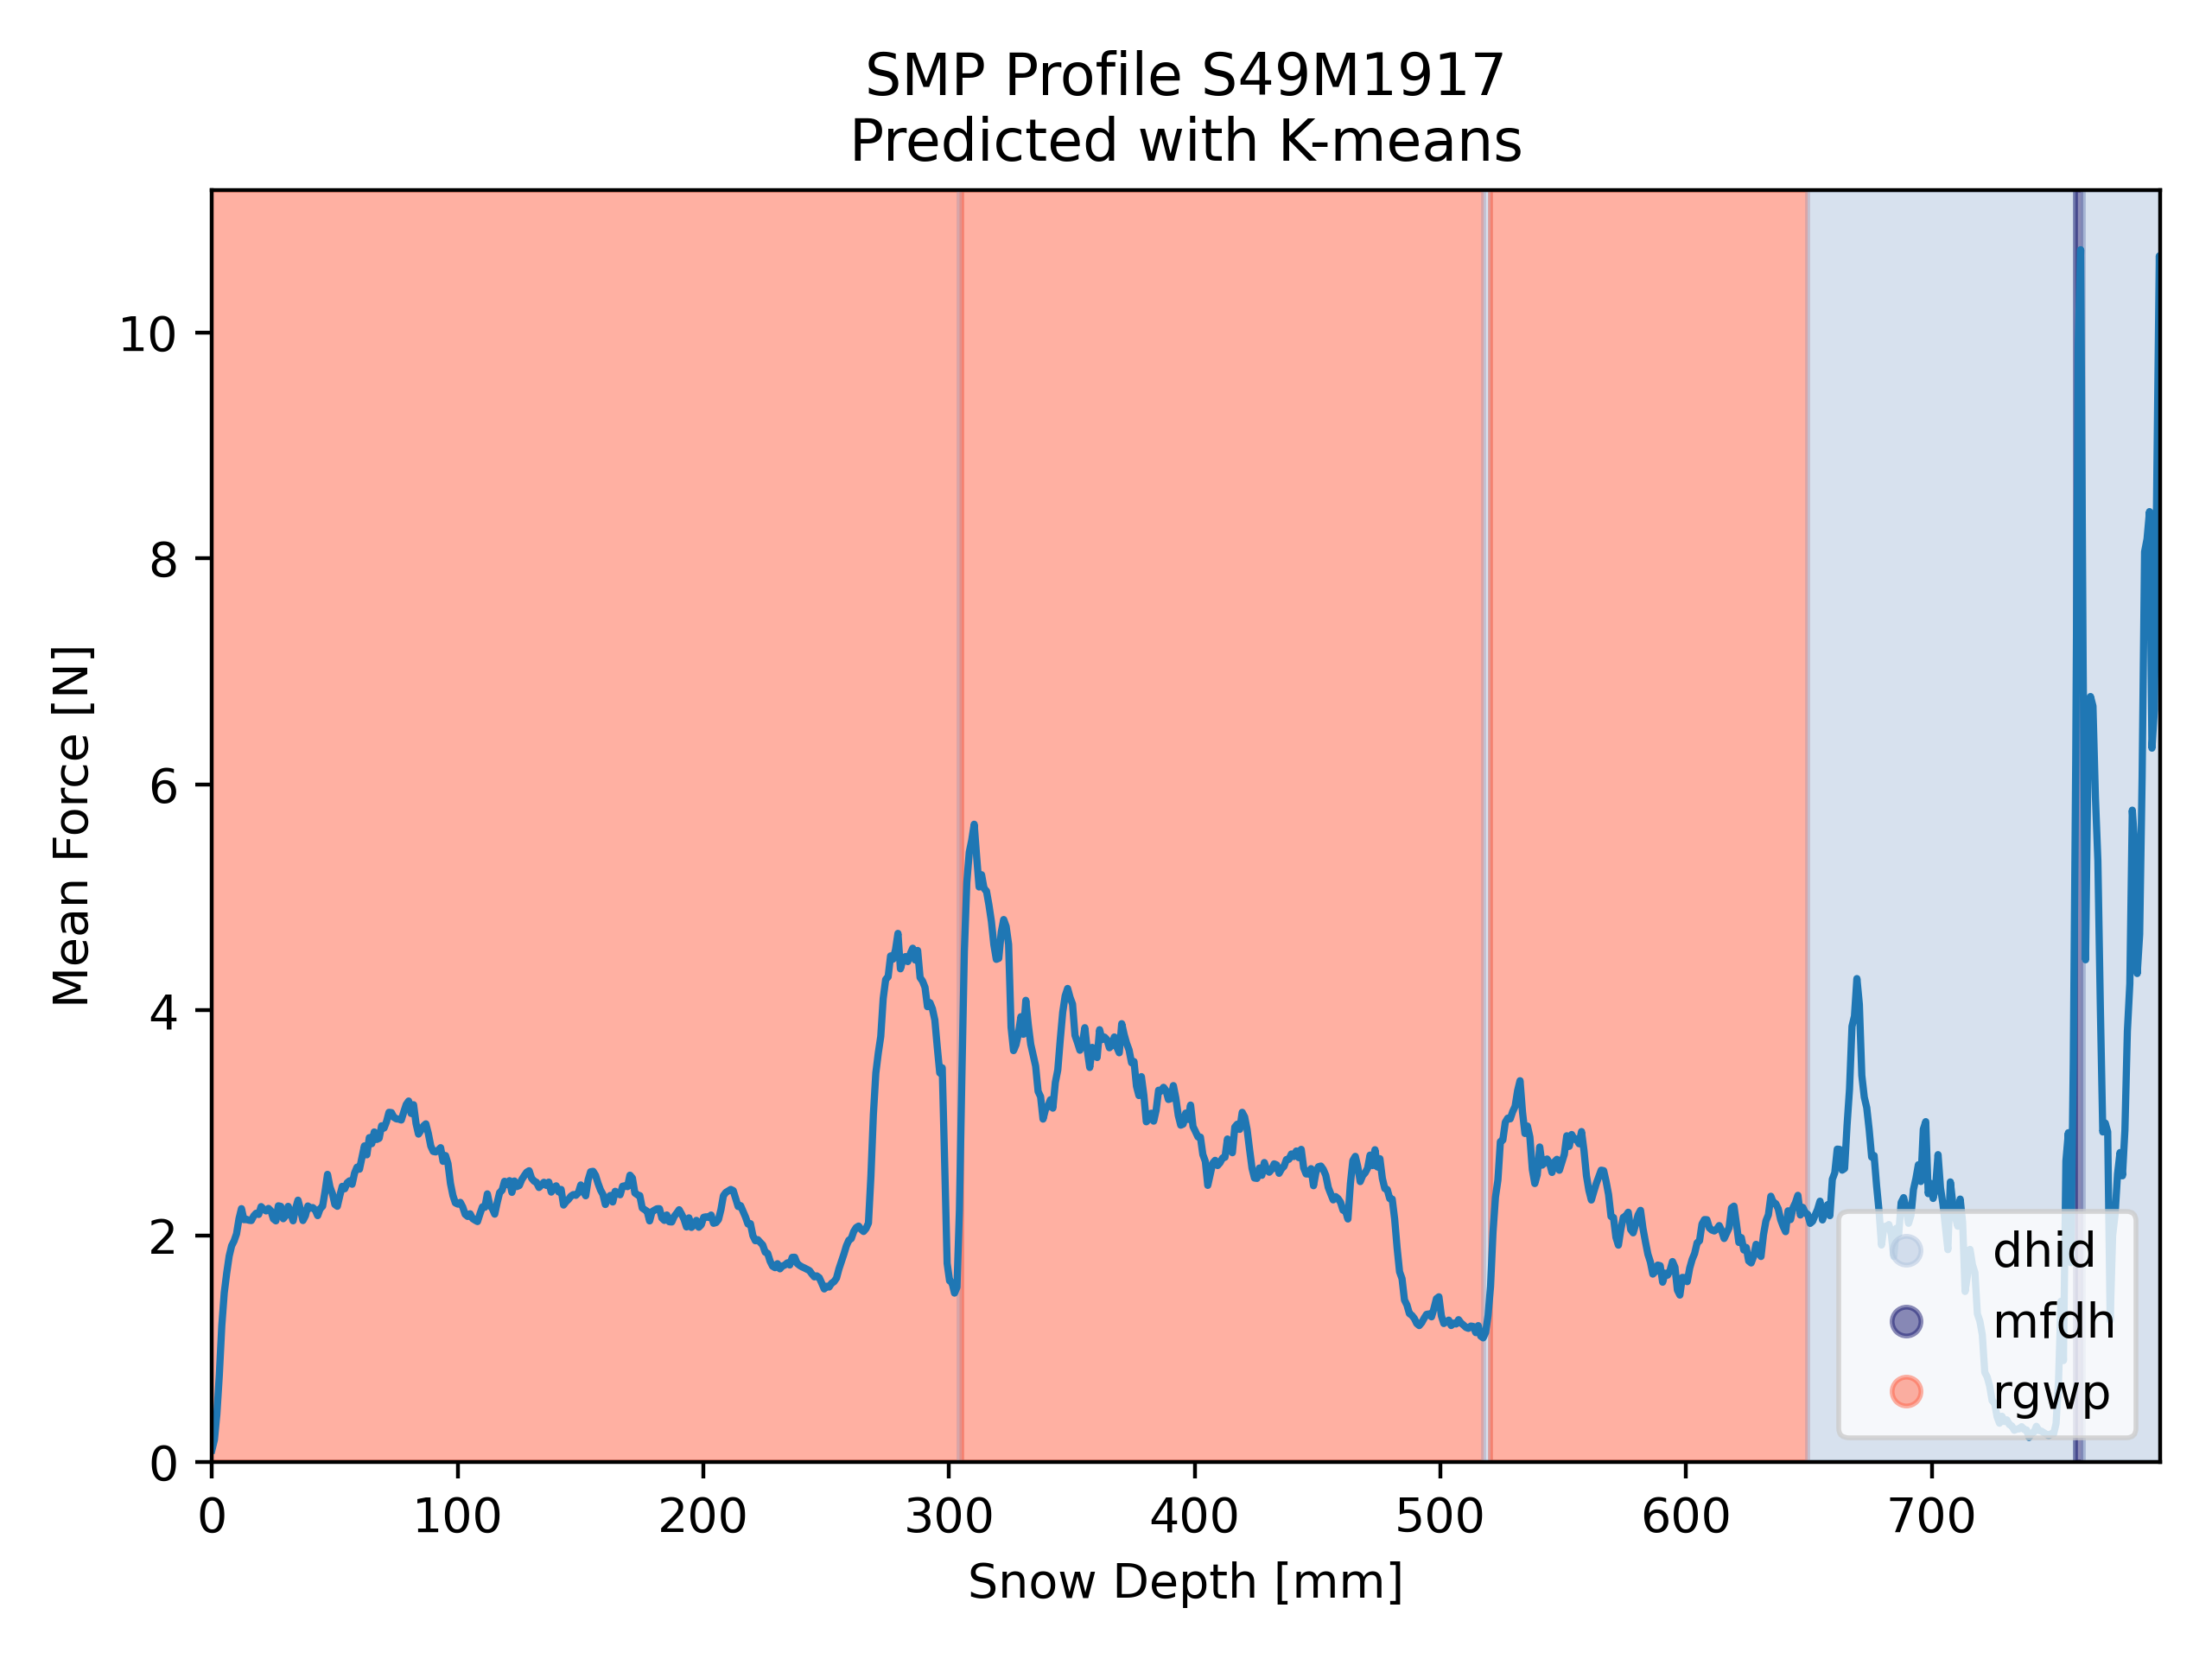 SMP Profile S49M1917
Predicted with K-means
Mean Force [N]
10
8
6
4
2
0
0 100 200 300 400 500 600 700
Snow Depth [mm]
dhid
mfdh
rgwp